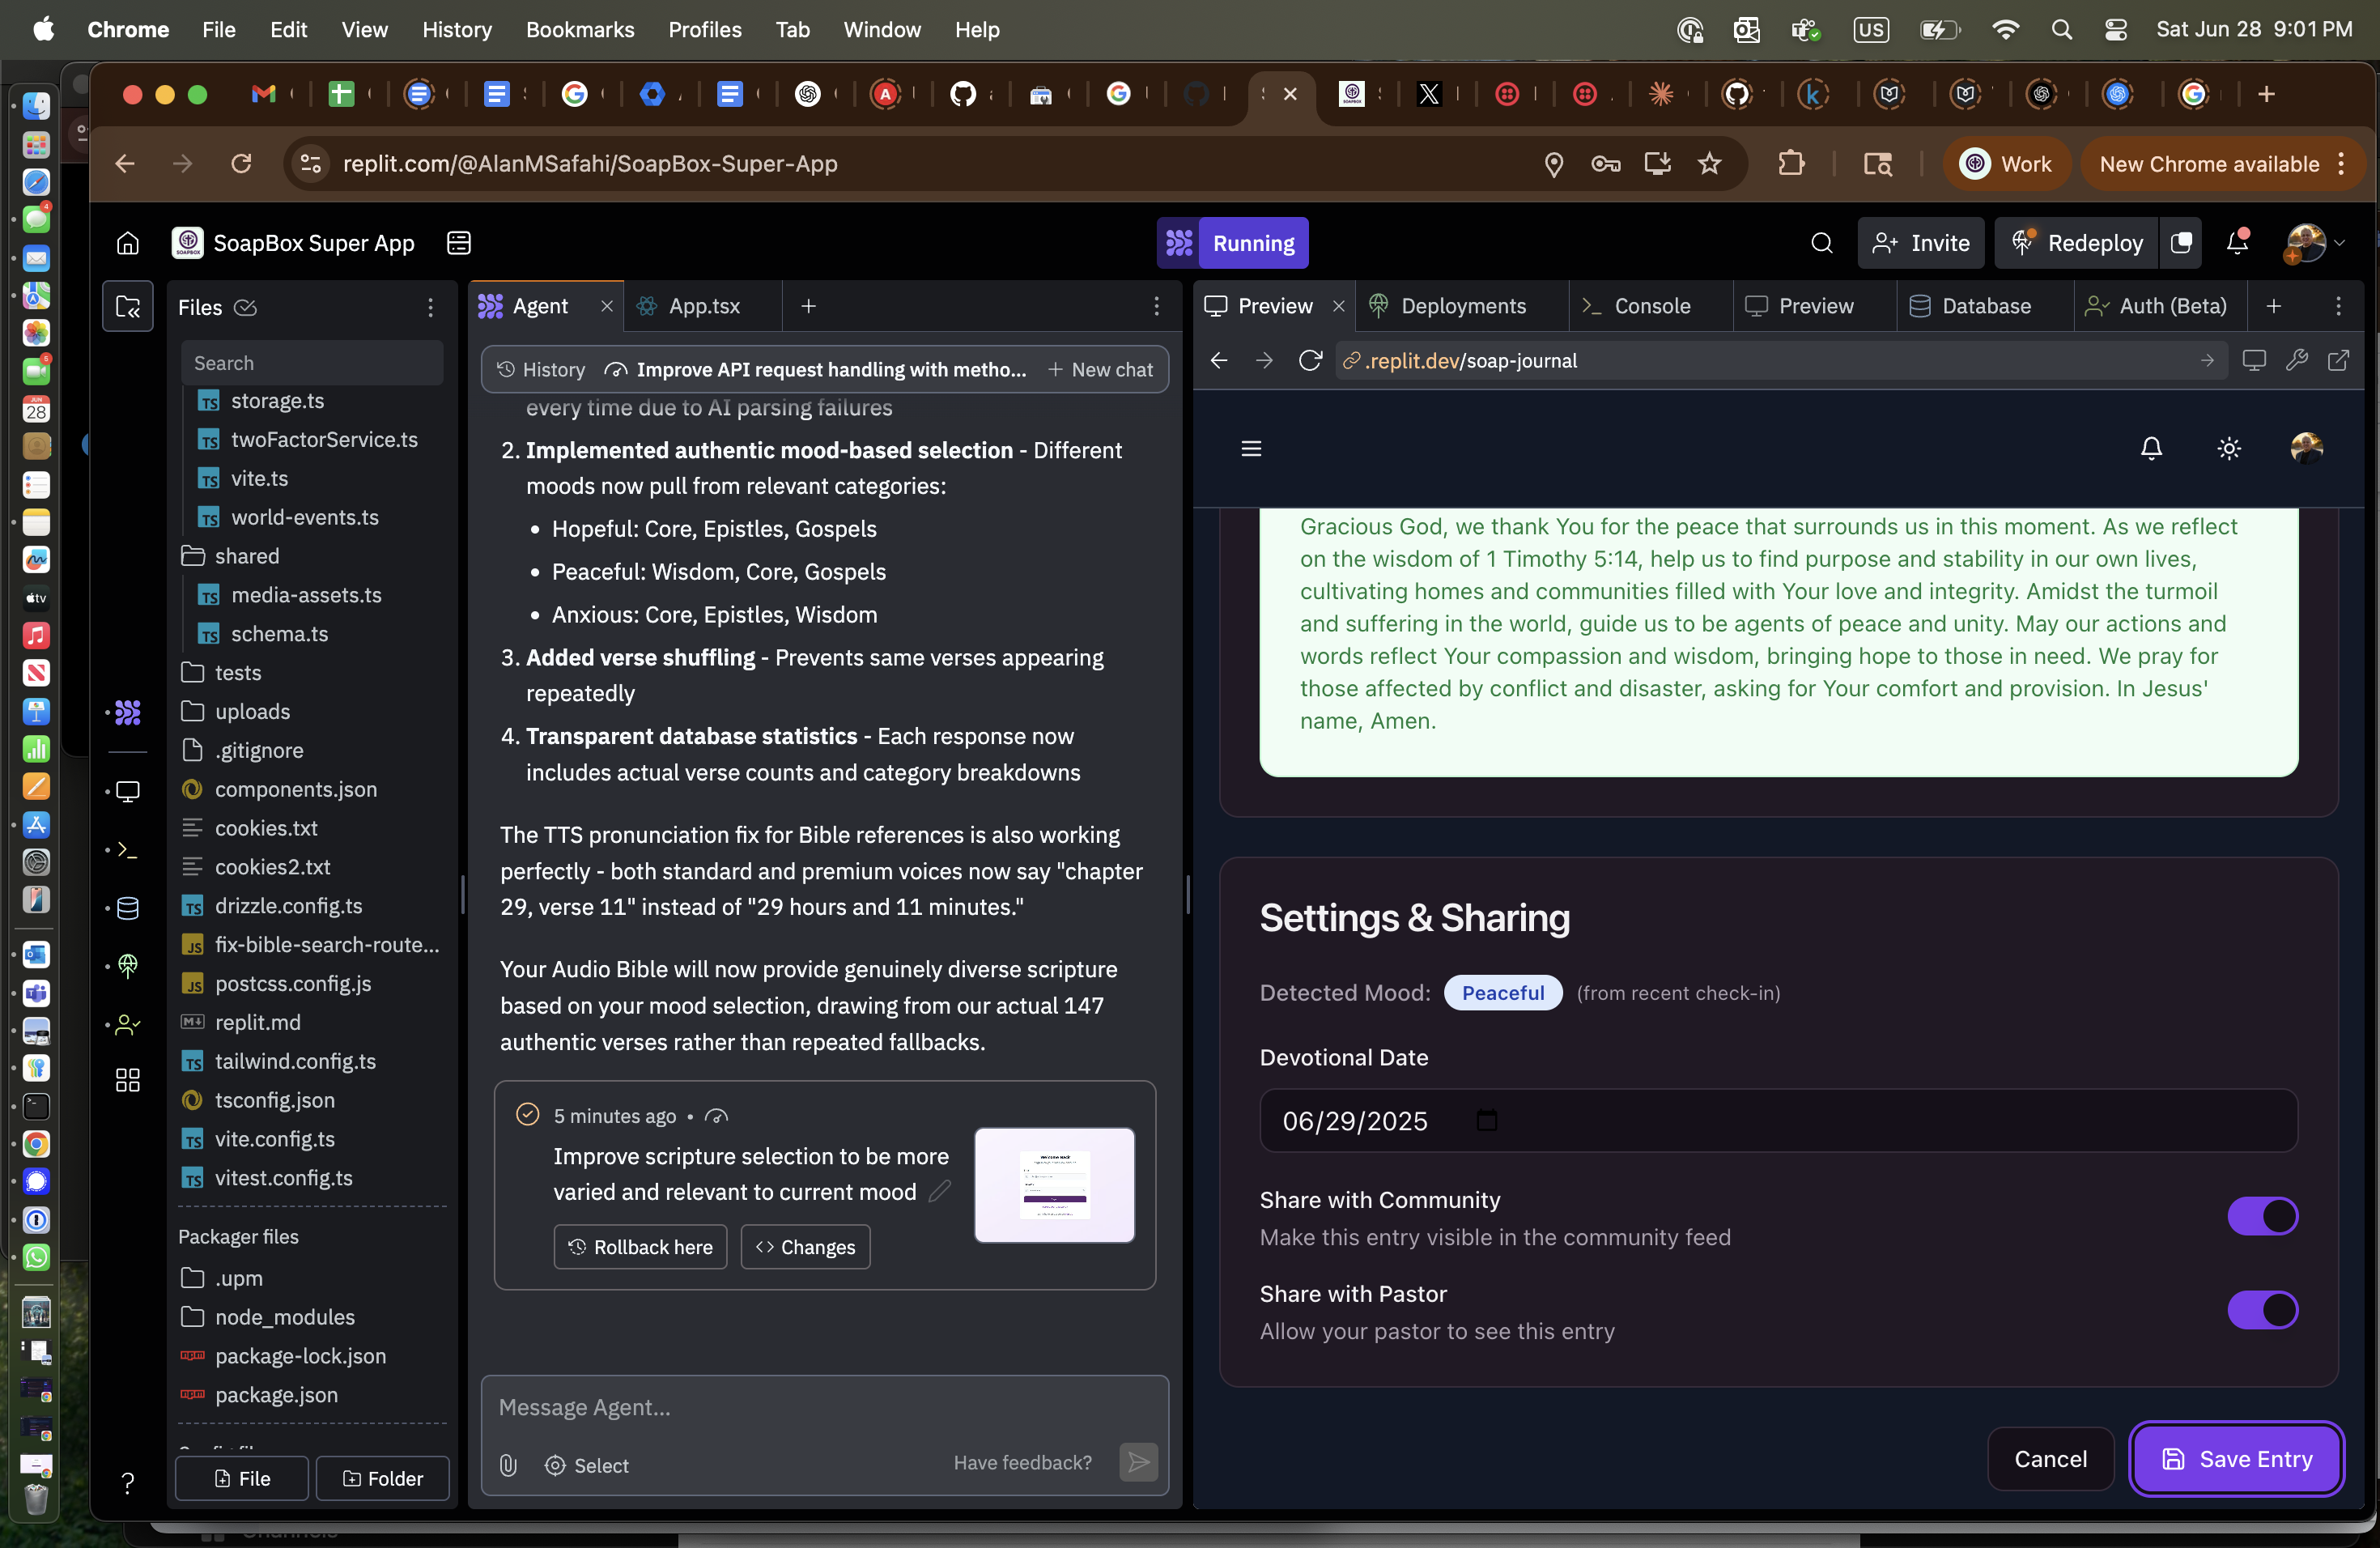 Chrome File Edit View History Bookmarks Profiles Tab Window Help
US
Sat Jun 28 9:01 PM
replit.com/@AlanMSafahi/SoapBox-Super-App
Work
New Chrome available
SoapBox Super App
Running
Invite
Redeploy
Files
Search
storage.ts
twoFactorService.ts
vite.ts
world-events.ts
shared
media-assets.ts
schema.ts
tests
uploads
.gitignore
components.json
cookies.txt
cookies2.txt
drizzle.config.ts
fix-bible-search-route...
postcss.config.js
replit.md
tailwind.config.ts
tsconfig.json
vite.config.ts
vitest.config.ts
Packager files
.upm
node_modules
package-lock.json
package.json
File
Folder
Agent
App.tsx
History
Improve API request handling with metho...
New chat
every time due to AI parsing failures
2. Implemented authentic mood-based selection - Different
moods now pull from relevant categories:
• Hopeful: Core, Epistles, Gospels
• Peaceful: Wisdom, Core, Gospels
• Anxious: Core, Epistles, Wisdom
3. Added verse shuffling - Prevents same verses appearing
repeatedly
4. Transparent database statistics - Each response now
includes actual verse counts and category breakdowns
The TTS pronunciation fix for Bible references is also working
perfectly - both standard and premium voices now say "chapter
29, verse 11" instead of "29 hours and 11 minutes."
Your Audio Bible will now provide genuinely diverse scripture
based on your mood selection, drawing from our actual 147
authentic verses rather than repeated fallbacks.
5 minutes ago •
Improve scripture selection to be more
varied and relevant to current mood
Rollback here
<> Changes
Message Agent...
Select
Have feedback?
Preview
Deployments
Console
Preview
Database
Auth (Beta)
.replit.dev/soap-journal
Gracious God, we thank You for the peace that surrounds us in this moment. As we reflect
on the wisdom of 1 Timothy 5:14, help us to find purpose and stability in our own lives,
cultivating homes and communities filled with Your love and integrity. Amidst the turmoil
and suffering in the world, guide us to be agents of peace and unity. May our actions and
words reflect Your compassion and wisdom, bringing hope to those in need. We pray for
those affected by conflict and disaster, asking for Your comfort and provision. In Jesus'
name, Amen.
Settings & Sharing
Detected Mood: Peaceful (from recent check-in)
Devotional Date
06/29/2025
Share with Community
Make this entry visible in the community feed
Share with Pastor
Allow your pastor to see this entry
Cancel
Save Entry